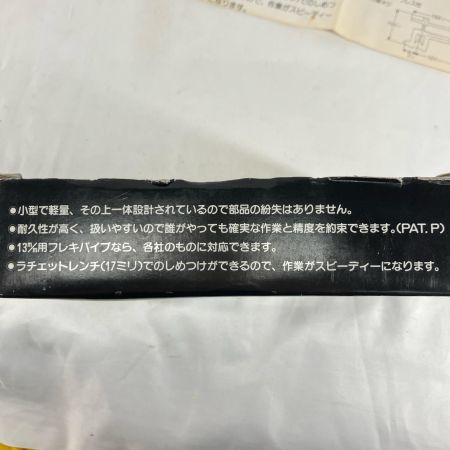 ●小型で軽量、その上一体設計されているので部品の紛失はありません。
●耐久性が高く、扱いやすいので誰がやっても確実な作業と精度を約束できます。(PAT. P)
●13㎜用フレキパイプなら、各社のものに対応できます。
●ラチェットレンチ(17ミリ)でのしめつけができるので、作業がスピーディーになります。